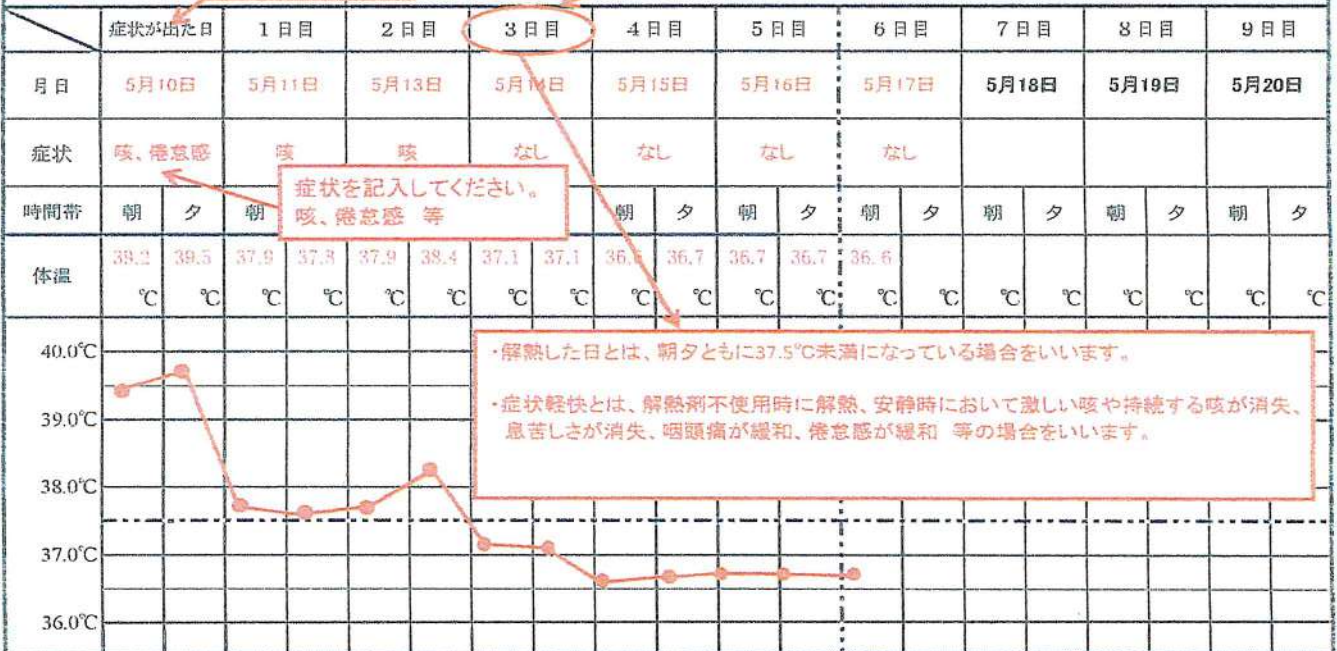 症状が出た日 1日目 2日目 3日目 4日目 5日目 6日目 7日目 8日目 9日目
月日 5月10日 5月11日 5月13日 5月14日 5月15日 5月16日 5月17日 5月18日 5月19日 5月20日
症状 咳、倦怠感 咳 咳 なし なし なし なし
症状を記入してください。
咳、倦怠感 等
時間帯 朝 夕 朝 朝 夕 朝 夕 朝 夕 朝 夕 朝 夕 朝 夕
体温 39.5 37.9 37.8 37.9 38.4 37.1 37.1 36.7 36.7 36.7 36.6
℃ ℃ ℃ ℃ ℃ ℃ ℃ ℃ ℃ ℃ ℃ ℃ ℃ ℃ ℃ ℃ ℃ ℃ ℃ ℃
40.0℃
39.0℃
38.0℃
37.0℃
36.0℃
・解熱した日とは、朝夕ともに37.5℃未満になっている場合をいいます。
・症状軽快とは、解熱剤不使用時に解熱、安静時において激しい咳や持続する咳が消失、
息苦しさが消失、咽頭痛が緩和、倦怠感が緩和 等の場合をいいます。